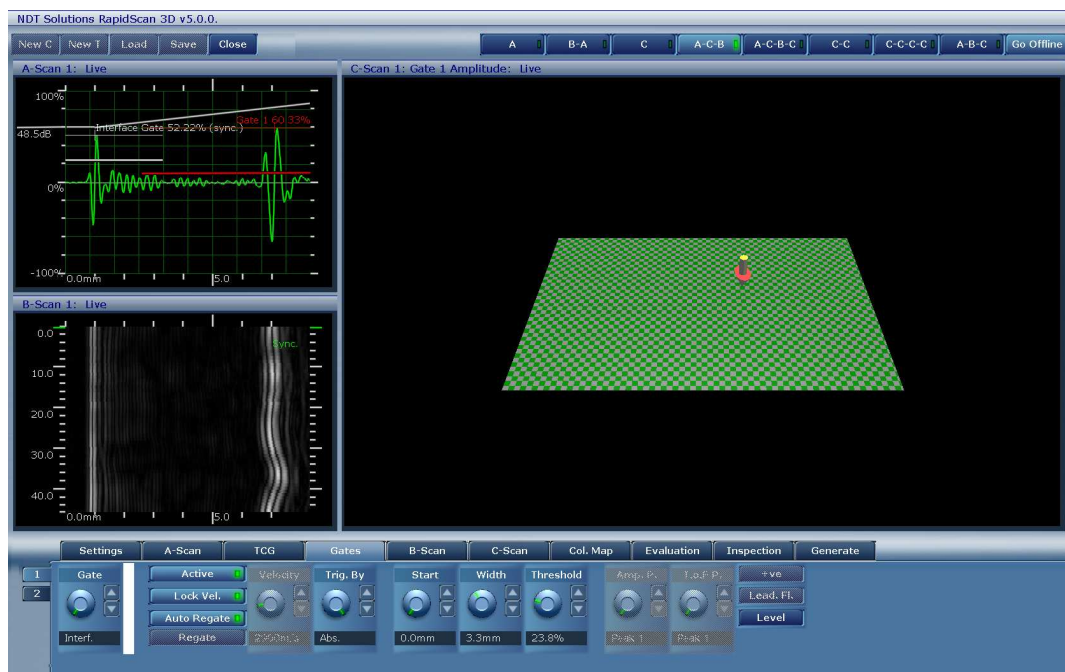 NDT Solutions RapidScan 3D v5.0.0.
New C New T Load Save Close A B-A C A-C-B A-C-B-C C-C C-C-C-C A-B-C Go Offline
A-Scan 1: Live
100%
Interface Gate 52.22% (sync.)
Gate 1 60.33%
48.5dB
0%
-100%
0.0mm 5.0
B-Scan 1: Live
0.0
Sync.
10.0
20.0
30.0
40.0
0.0mm 5.0
C-Scan 1: Gate 1 Amplitude: Live
Settings A-Scan TCG Gates B-Scan C-Scan Col. Map Evaluation Inspection Generate
1
2
Gate
Interf.
Active
Lock Vel.
Auto Regate
Regate
Velocity
Trig. By
Abs.
Start
0.0mm
Width
3.3mm
Threshold
23.8%
Amp. P.
Peak 1
T.o.F P.
Peak 1
+ve
Lead. Fl.
Level